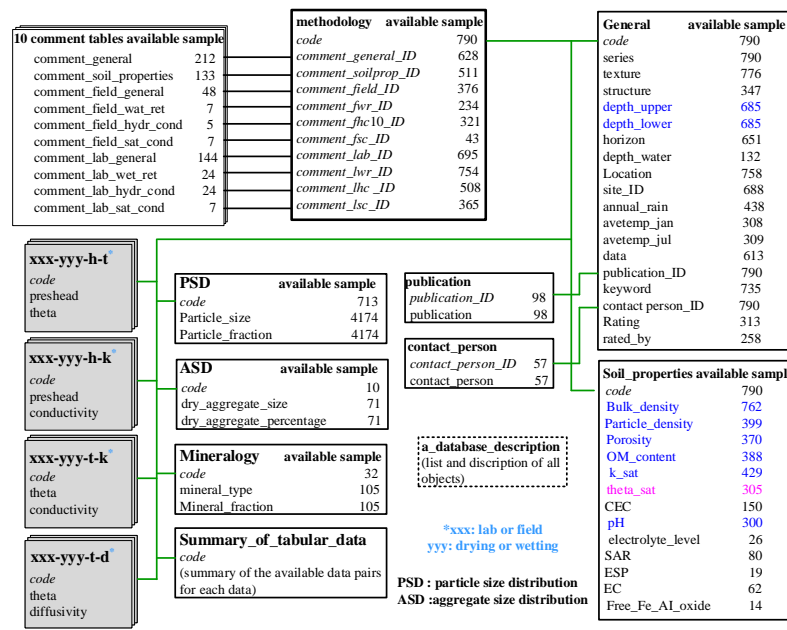 10 comment tables available sample
comment_general 212
comment_soil_properties 133
comment_field_general 48
comment_field_wat_ret 7
comment_field_hydr_cond 5
comment_field_sat_cond 7
comment_lab_general 144
comment_lab_wet_ret 24
comment_lab_hydr_cond 24
comment_lab_sat_cond 7
methodology available sample
code 790
comment_general_ID 628
comment_soilprop_ID 511
comment_field_ID 376
comment_fwr_ID 234
comment_fhc10_ID 321
comment_fsc_ID 43
comment_lab_ID 695
comment_lwr_ID 754
comment_lhc_ID 508
comment_lsc_ID 365
General available sample
code 790
series 790
texture 776
structure 347
depth_upper 685
depth_lower 685
horizon 651
depth_water 132
Location 758
site_ID 688
annual_rain 438
avetemp_jan 308
avetemp_jul 309
data 613
publication_ID 790
keyword 735
contact person_ID 790
Rating 313
rated_by 258
xxx-yyy-h-t*
code
preshead
theta
xxx-yyy-h-k*
code
preshead
conductivity
xxx-yyy-t-k*
code
theta
conductivity
xxx-yyy-t-d*
code
theta
diffusivity
PSD available sample
code 713
Particle_size 4174
Particle_fraction 4174
ASD available sample
code 10
dry_aggregate_size 71
dry_aggregate_percentage 71
Mineralogy available sample
code 32
mineral_type 105
Mineral_fraction 105
Summary_of_tabular_data
code
(summary of the available data pairs
for each data)
publication
publication_ID 98
publication 98
contact_person
contact_person_ID 57
contact_person 57
a_database_description
(list and discription of all
objects)
*xxx: lab or field
yyy: drying or wetting
PSD : particle size distribution
ASD :aggregate size distribution
Soil_properties available sample
code 790
Bulk_density 762
Particle_density 399
Porosity 370
OM_content 388
k_sat 429
theta_sat 305
CEC 150
pH 300
electrolyte_level 26
SAR 80
ESP 19
EC 62
Free_Fe_AI_oxide 14